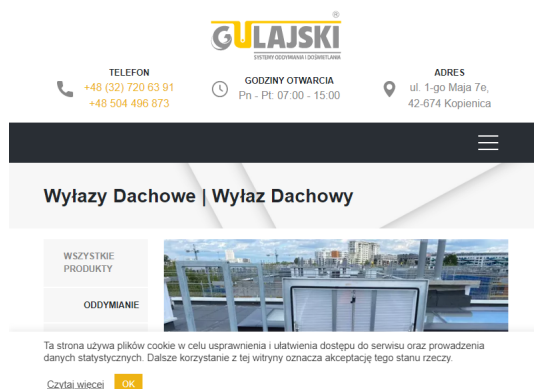 GULAJSKI
®
SYSTEMY ODDYMIANIA I DOŚWIETLANIA
TELEFON
+48 (32) 720 63 91
+48 504 496 873
GODZINY OTWARCIA
Pn - Pt: 07:00 - 15:00
ADRES
ul. 1-go Maja 7e,
42-674 Kopienica
Wyłazy Dachowe | Wyłaz Dachowy
WSZYSTKIE
PRODUKTY
ODDYMIANIE
Ta strona używa plików cookie w celu usprawnienia i ułatwienia dostępu do serwisu oraz prowadzenia
danych statystycznych. Dalsze korzystanie z tej witryny oznacza akceptację tego stanu rzeczy.
Czytaj więcej OK